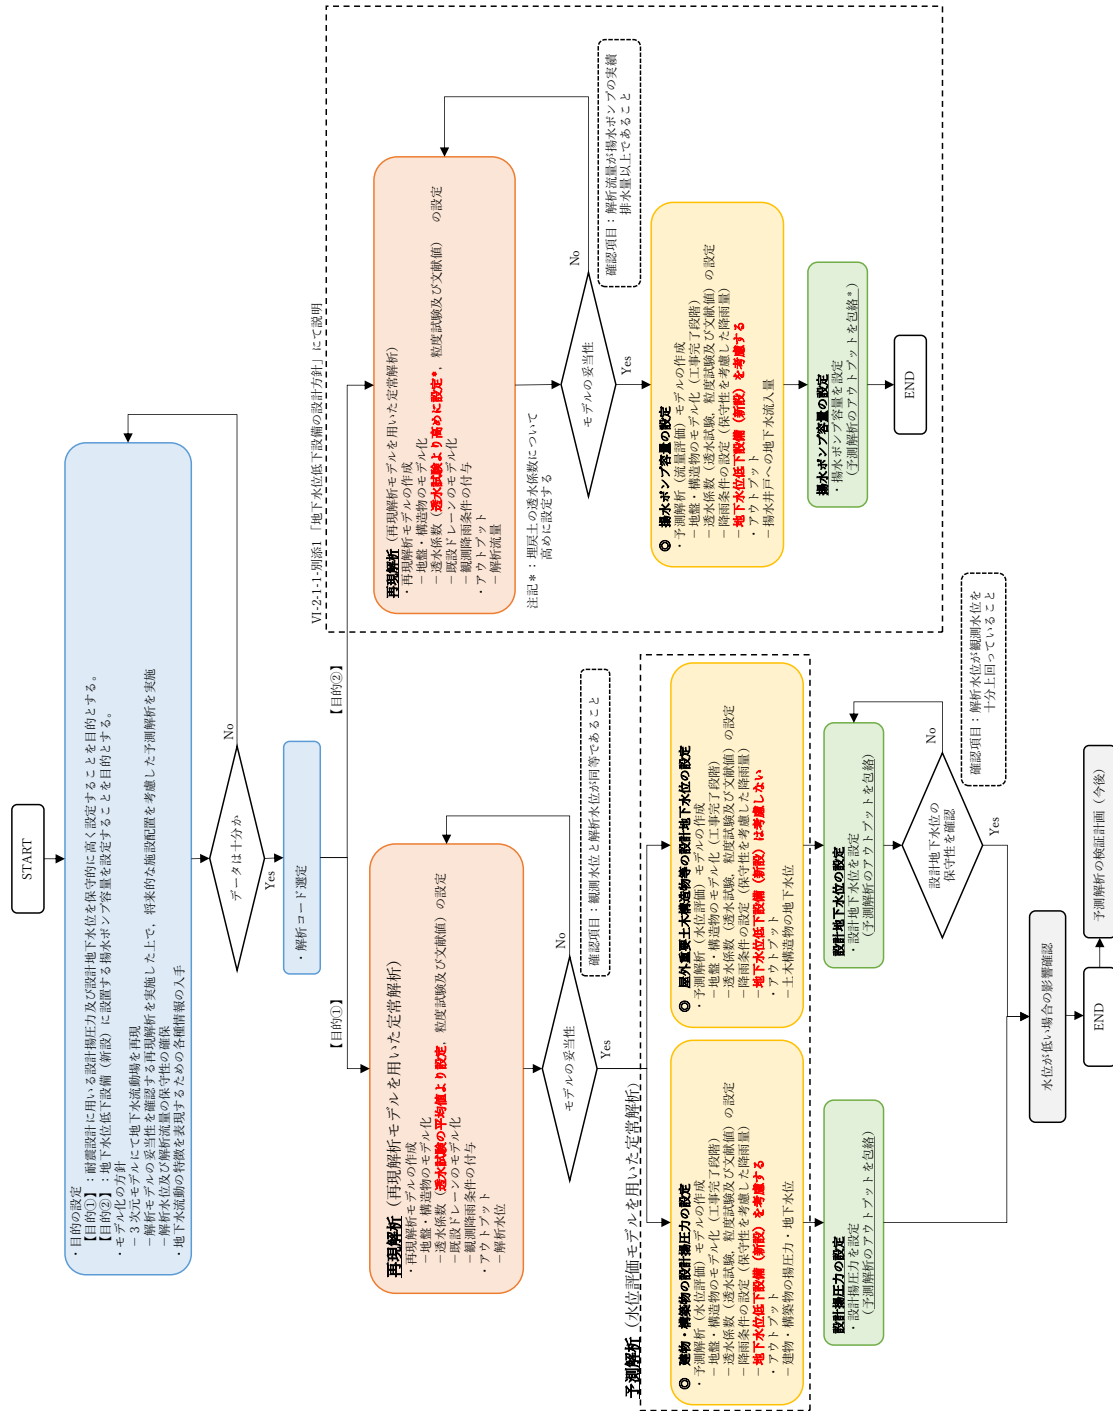 START
・目的の設定
【目的①】：耐震設計に用いる設計揚圧力及び設計地下水位を保守的に高く設定することを目的とする。
【目的②】：地下水位低下設備（新設）に設置する揚水ポンプ容量を設定することを目的とする。
・モデル化の方針
－３次元モデルにて地下水流動場を再現
－解析モデルの妥当性を確認する再現解析を実施した上で，将来的な施設配置を考慮した予測解析を実施
－解析水位及び解析流量の保守性の確保
・地下水流動の特徴を表現するための各種情報の入手
データは十分か
No
Yes
・解析コード選定
【目的①】
【目的②】
再現解析（再現解析モデルを用いた定常解析）
・再現解析モデルの作成
－地盤・構造物のモデル化
－透水係数（透水試験の平均値より設定，粒度試験及び文献値）の設定
－既設ドレーンのモデル化
－観測降雨条件の付与
・アウトプット
－解析水位
モデルの妥当性
No
Yes
確認項目：観測水位と解析水位が同等であること
予測解析（水位評価モデルを用いた定常解析）
◎ 建物・構築物の設計揚圧力の設定
・予測解析（水位評価）モデルの作成
－地盤・構造物のモデル化（工事完了段階）
－透水係数（透水試験，粒度試験及び文献値）の設定
－降雨条件の設定（保守性を考慮した降雨量）
－地下水位低下設備（新設）を考慮する
・アウトプット
－建物・構築物の揚圧力・地下水位
◎ 屋外重要土木構造物等の設計地下水位の設定
・予測解析（水位評価）モデルの作成
－地盤・構造物のモデル化（工事完了段階）
－透水係数（透水試験，粒度試験及び文献値）の設定
－降雨条件の設定（保守性を考慮した降雨量）
－地下水位低下設備（新設）は考慮しない
・アウトプット
－土木構造物の地下水位
設計揚圧力の設定
・設計揚圧力を設定
（予測解析のアウトプットを包絡）
設計地下水位の設定
・設計地下水位を設定
（予測解析のアウトプットを包絡）
設計地下水位の
保守性を確認
No
Yes
確認項目：解析水位が観測水位を
十分上回っていること
水位が低い場合の影響確認
END
予測解析の検証計画（今後）
VI-2-1-1-別添1「地下水位低下設備の設計方針」にて説明
再現解析（再現解析モデルを用いた定常解析）
・再現解析モデルの作成
－地盤・構造物のモデル化
－透水係数（透水試験より高めに設定*，粒度試験及び文献値）　の設定
－既設ドレーンのモデル化
－観測降雨条件の付与
・アウトプット
－解析流量
注記＊：埋戻土の透水係数について
高めに設定する
モデルの妥当性
No
Yes
確認項目：解析流量が揚水ポンプの実績
排水量以上であること
◎ 揚水ポンプ容量の設定
・予測解析（流量評価）モデルの作成
－地盤・構造物のモデル化（工事完了段階）
－透水係数（透水試験，粒度試験及び文献値）の設定
－降雨条件の設定（保守性を考慮した降雨量）
－地下水位低下設備（新設）を考慮する
・アウトプット
－揚水井戸への地下水流入量
揚水ポンプ容量の設定
・揚水ポンプ容量を設定
（予測解析のアウトプットを包絡*）
END